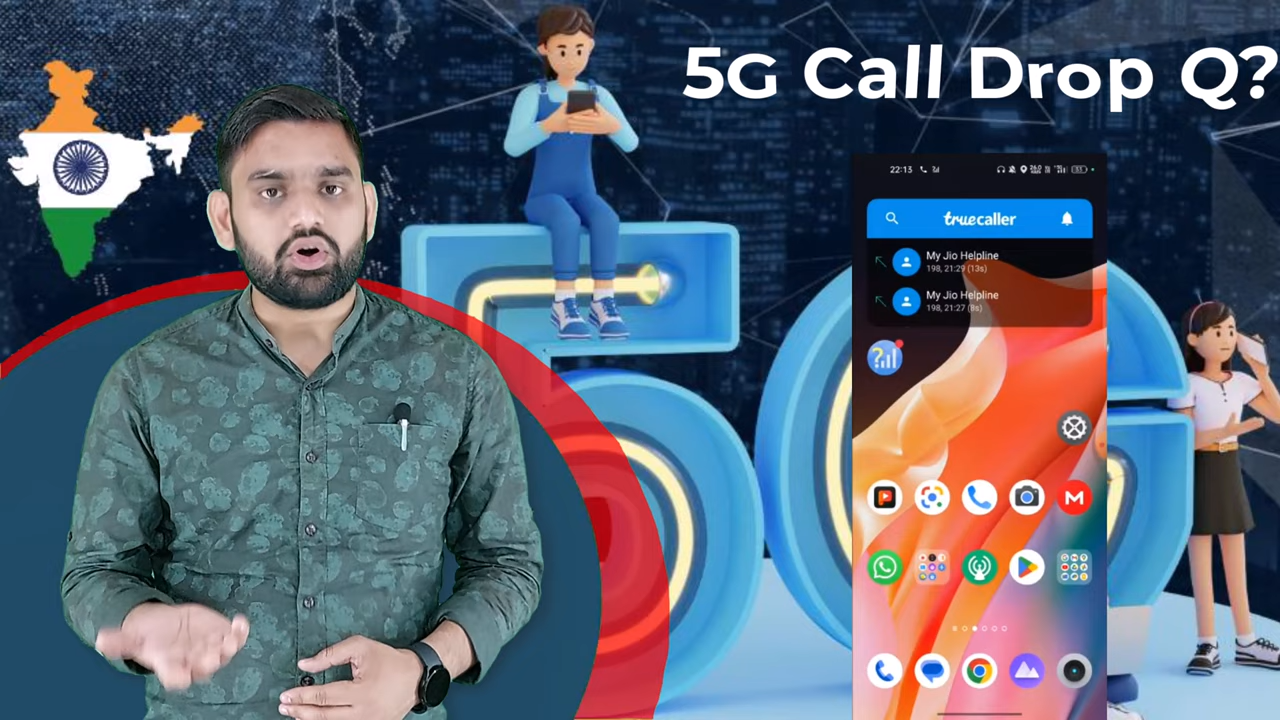 5G Call Drop Q?
22:13
truecaller
My Jio Helpline
198, 21:29 (13s)
My Jio Helpline
198, 21:27 (8s)